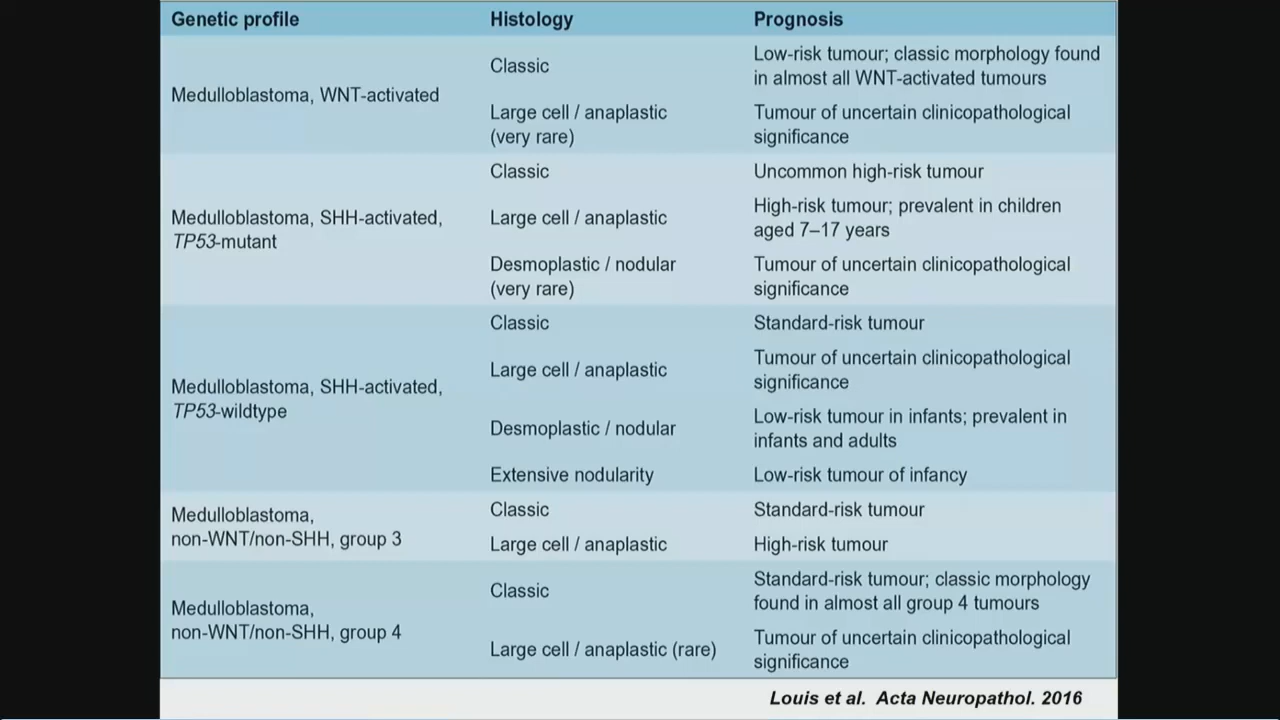 Genetic profile Histology Prognosis
Medulloblastoma, WNT-activated
Classic
Low-risk tumour; classic morphology found
in almost all WNT-activated tumours
Large cell / anaplastic
(very rare)
Tumour of uncertain clinicopathological
significance
Medulloblastoma, SHH-activated,
TP53-mutant
Classic
Uncommon high-risk tumour
Large cell / anaplastic
High-risk tumour; prevalent in children
aged 7–17 years
Desmoplastic / nodular
(very rare)
Tumour of uncertain clinicopathological
significance
Medulloblastoma, SHH-activated,
TP53-wildtype
Classic
Standard-risk tumour
Large cell / anaplastic
Tumour of uncertain clinicopathological
significance
Desmoplastic / nodular
Low-risk tumour in infants; prevalent in
infants and adults
Extensive nodularity
Low-risk tumour of infancy
Medulloblastoma,
non-WNT/non-SHH, group 3
Classic
Standard-risk tumour
Large cell / anaplastic
High-risk tumour
Medulloblastoma,
non-WNT/non-SHH, group 4
Classic
Standard-risk tumour; classic morphology
found in almost all group 4 tumours
Large cell / anaplastic (rare)
Tumour of uncertain clinicopathological
significance
Louis et al. Acta Neuropathol. 2016